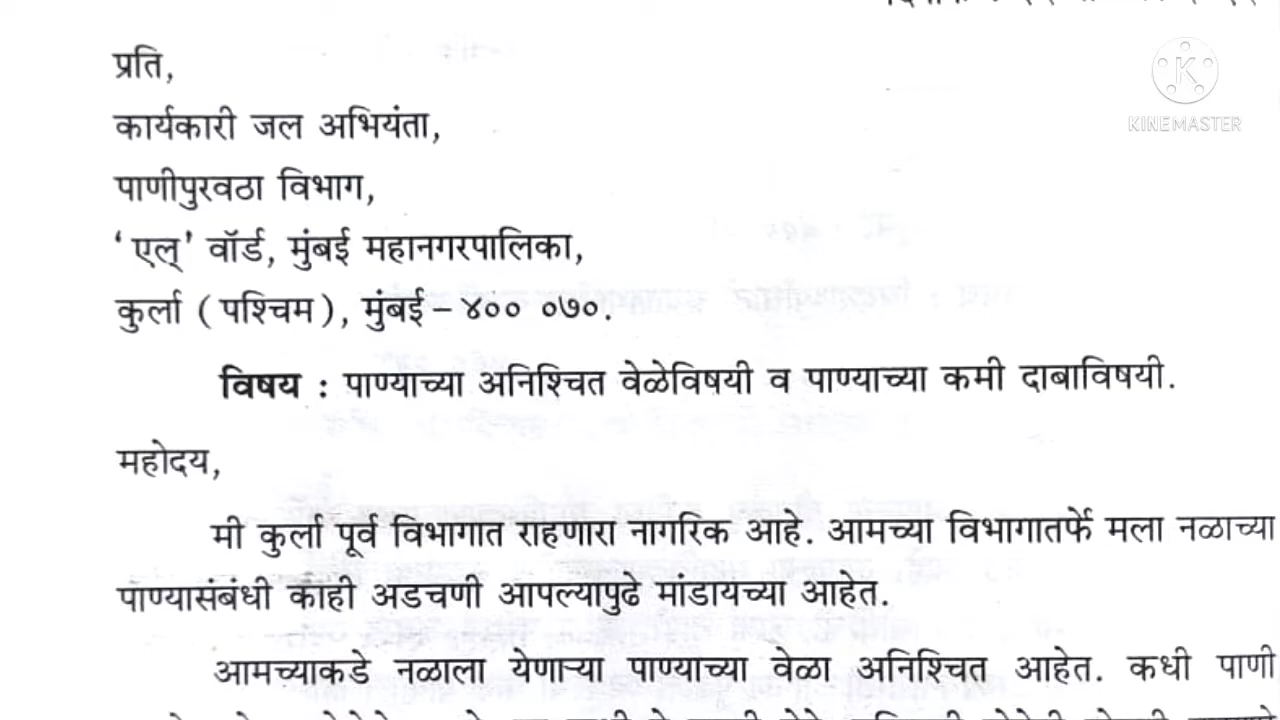 प्रति,
कार्यकारी जल अभियंता,
पाणीपुरवठा विभाग,
‘एल्’ वॉर्ड, मुंबई महानगरपालिका,
कुर्ला (पश्चिम), मुंबई – ४०० ०७०.
विषय : पाण्याच्या अनिश्चित वेळेविषयी व पाण्याच्या कमी दाबाविषयी.
महोदय,
मी कुर्ला पूर्व विभागात राहणारा नागरिक आहे. आमच्या विभागातर्फे मला नळाच्या
पाण्यासंबंधी काही अडचणी आपल्यापुढे मांडायच्या आहेत.
आमच्याकडे नळाला येणाऱ्या पाण्याच्या वेळा अनिश्चित आहेत. कधी पाणी
KINEMASTER